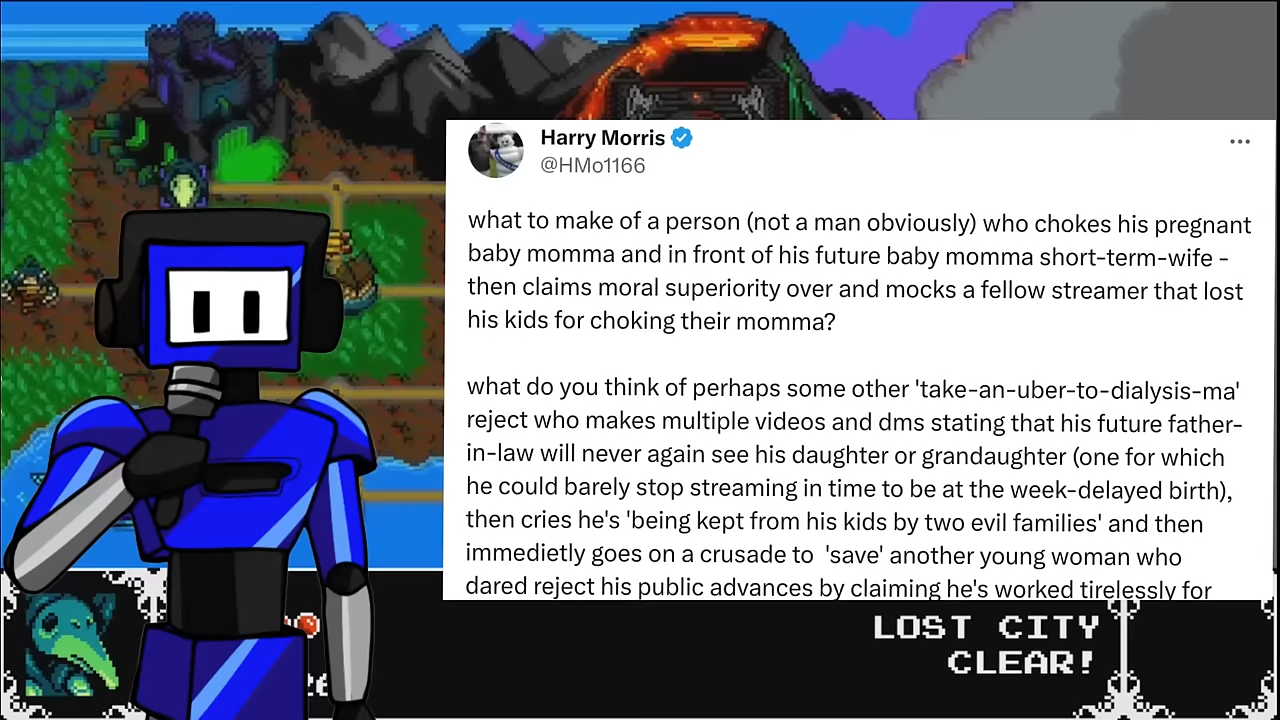 Harry Morris
@HMo1166
what to make of a person (not a man obviously) who chokes his pregnant
baby momma and in front of his future baby momma short-term-wife -
then claims moral superiority over and mocks a fellow streamer that lost
his kids for choking their momma?
what do you think of perhaps some other 'take-an-uber-to-dialysis-ma'
reject who makes multiple videos and dms stating that his future father-
in-law will never again see his daughter or grandaughter (one for which
he could barely stop streaming in time to be at the week-delayed birth),
then cries he's 'being kept from his kids by two evil families' and then
immedietly goes on a crusade to 'save' another young woman who
dared reject his public advances by claiming he's worked tirelessly for
LOST CITY
CLEAR!